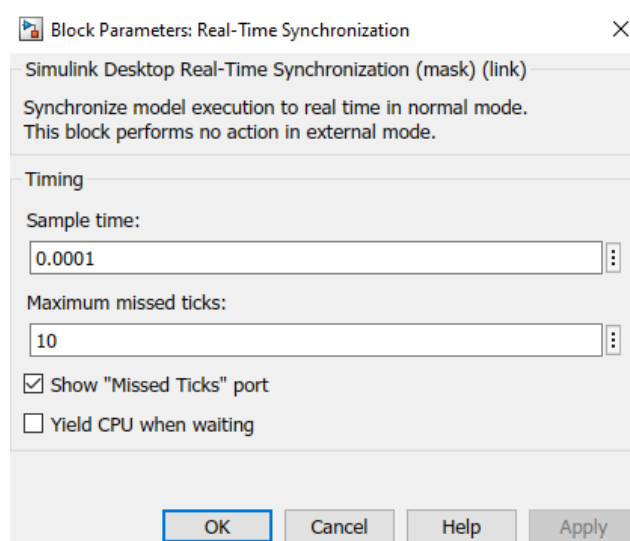 Block Parameters: Real-Time Synchronization
Simulink Desktop Real-Time Synchronization (mask) (link)
Synchronize model execution to real time in normal mode.
This block performs no action in external mode.
Timing
Sample time:
0.0001
Maximum missed ticks:
10
Show "Missed Ticks" port
Yield CPU when waiting
OK Cancel Help Apply